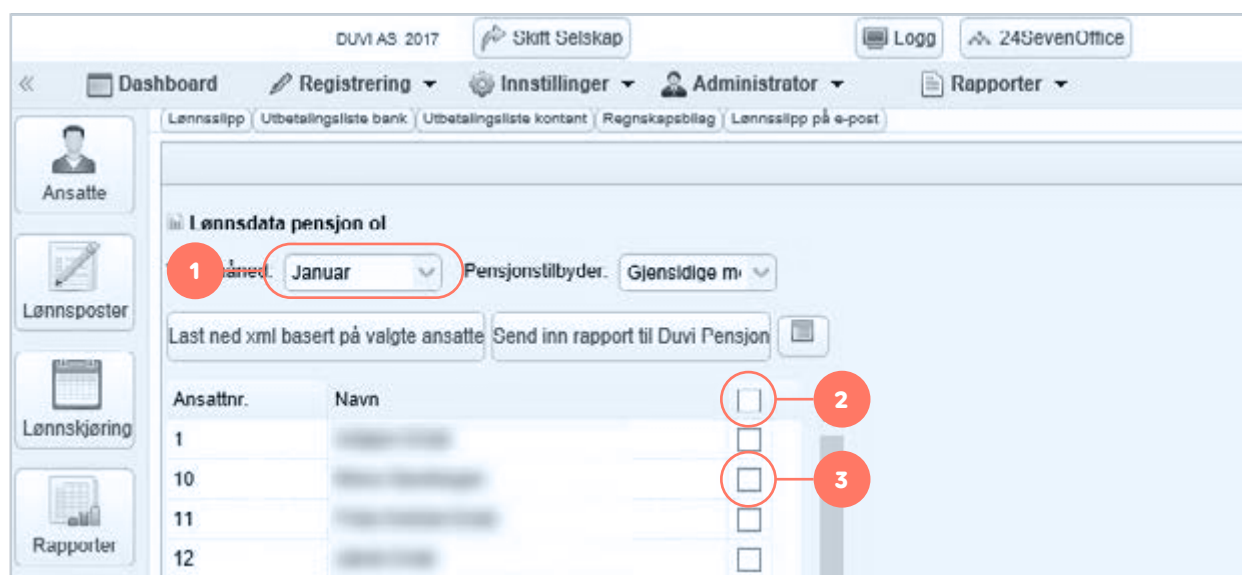 DUVI AS 2017 Skift Selskap Logg 24SevenOffice
« Dashboard Registrering Innstillinger Administrator Rapporter
Lønnsslipp Utbetalingsliste bank Utbetalingsliste kontant Regnskapsbilag Lønnsslipp på e-post
Ansatte
Lønnsdata pensjon ol
1 måned: Januar Pensjonstilbyder: Gjensidige
Lønnsposter
Last ned xml basert på valgte ansatte Send inn rapport til Duvi Pensjon
Ansattnr. Navn 2
Lønnskjøring
1
10 3
11
Rapporter
12